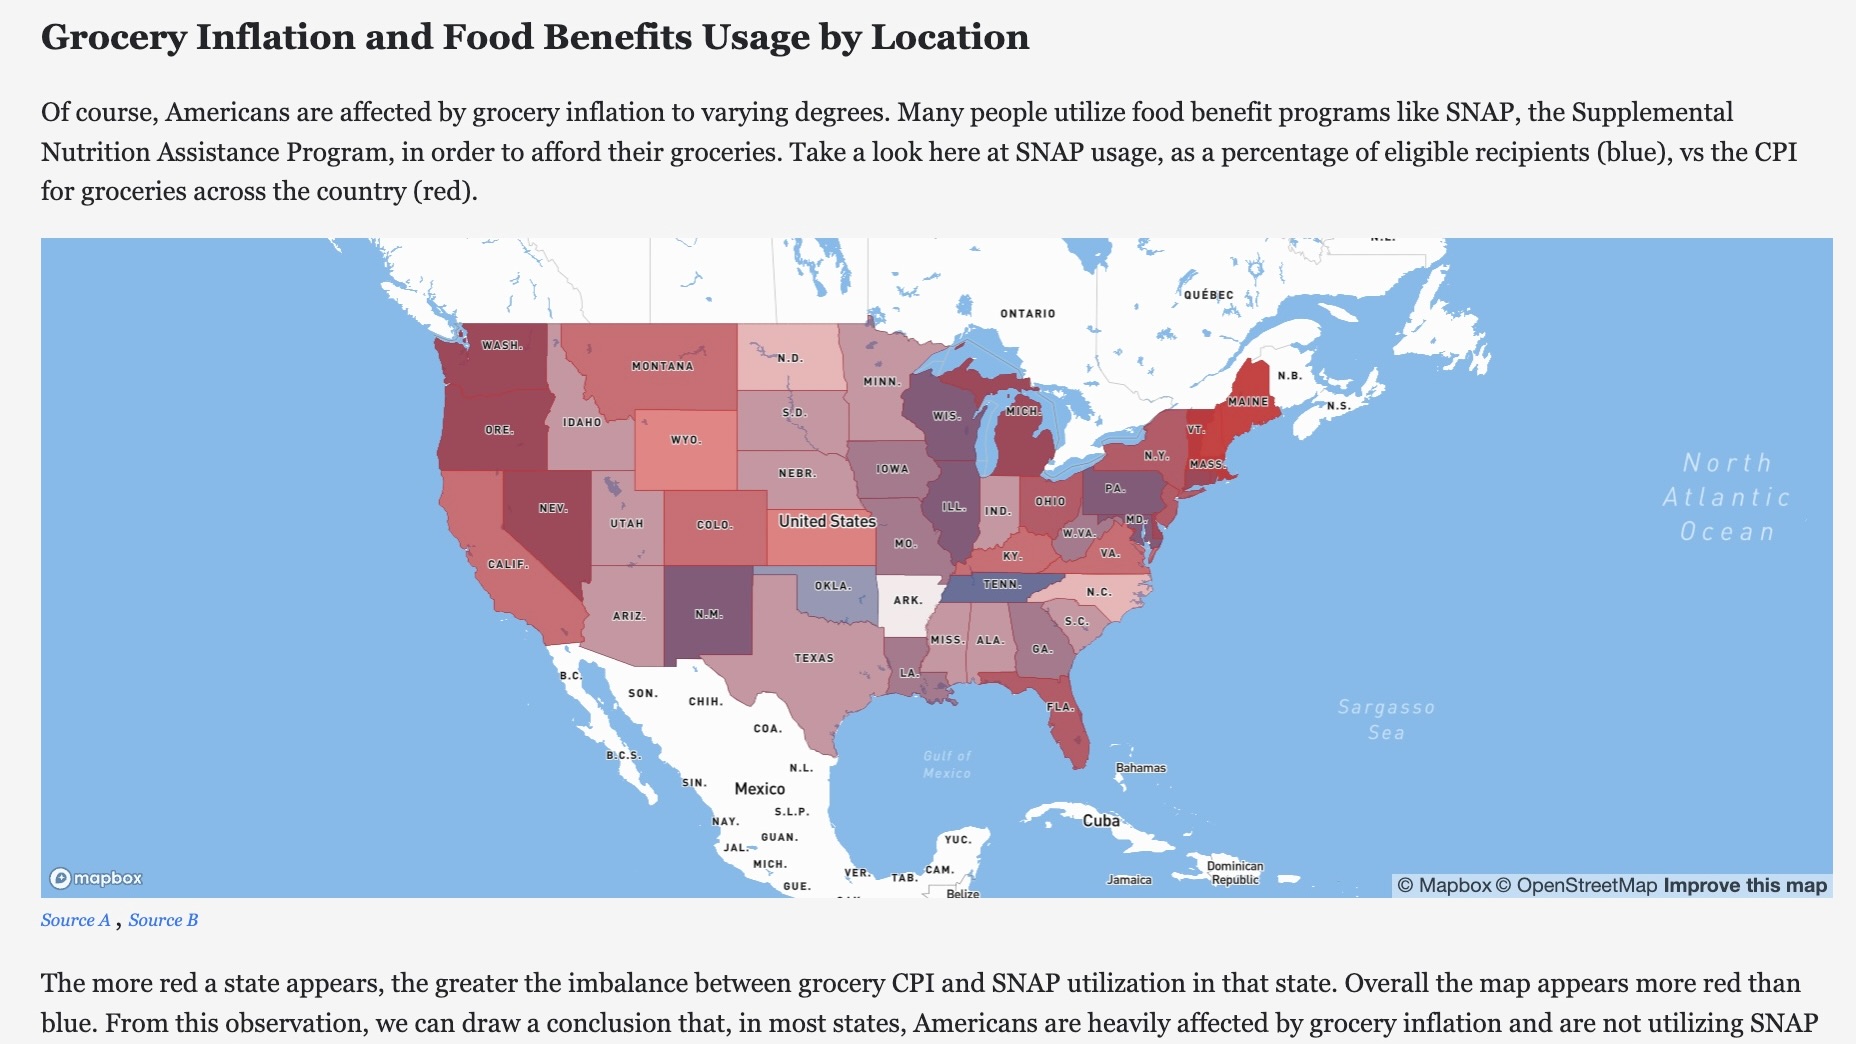 Grocery Inflation and Food Benefits Usage by Location
Of course, Americans are affected by grocery inflation to varying degrees. Many people utilize food benefit programs like SNAP, the Supplemental
Nutrition Assistance Program, in order to afford their groceries. Take a look here at SNAP usage, as a percentage of eligible recipients (blue), vs the CPI
for groceries across the country (red).
QUÉBEC
ONTARIO
WASH.
MONTANA
N.D.
MINN.
N.B.
MAINE
N.S.
ORE.
IDAHO
WYO.
S.D.
WIS.
MICH.
VT.
N.Y.
MASS.
North
Atlantic
Ocean
NEV.
UTAH
COLO.
NEBR.
IOWA
ILL.
IND.
OHIO
PA.
MD.
United States
CALIF.
MO.
KY.
W.VA.
VA.
ARIZ.
N.M.
OKLA.
ARK.
TENN.
N.C.
S.C.
TEXAS
MISS.
ALA.
GA.
LA.
FLA.
B.C.
SON.
CHIH.
COA.
Sargasso
Sea
B.C.S.
SIN.
N.L.
Gulf of
Mexico
Bahamas
Mexico
S.L.P.
NAY.
GUAN.
JAL.
MICH.
GUE.
VER.
TAB.
CAM.
YUC.
Belize
Cuba
Jamaica
Dominican
Republic
mapbox
© Mapbox © OpenStreetMap Improve this map
Source A , Source B
The more red a state appears, the greater the imbalance between grocery CPI and SNAP utilization in that state. Overall the map appears more red than
blue. From this observation, we can draw a conclusion that, in most states, Americans are heavily affected by grocery inflation and are not utilizing SNAP